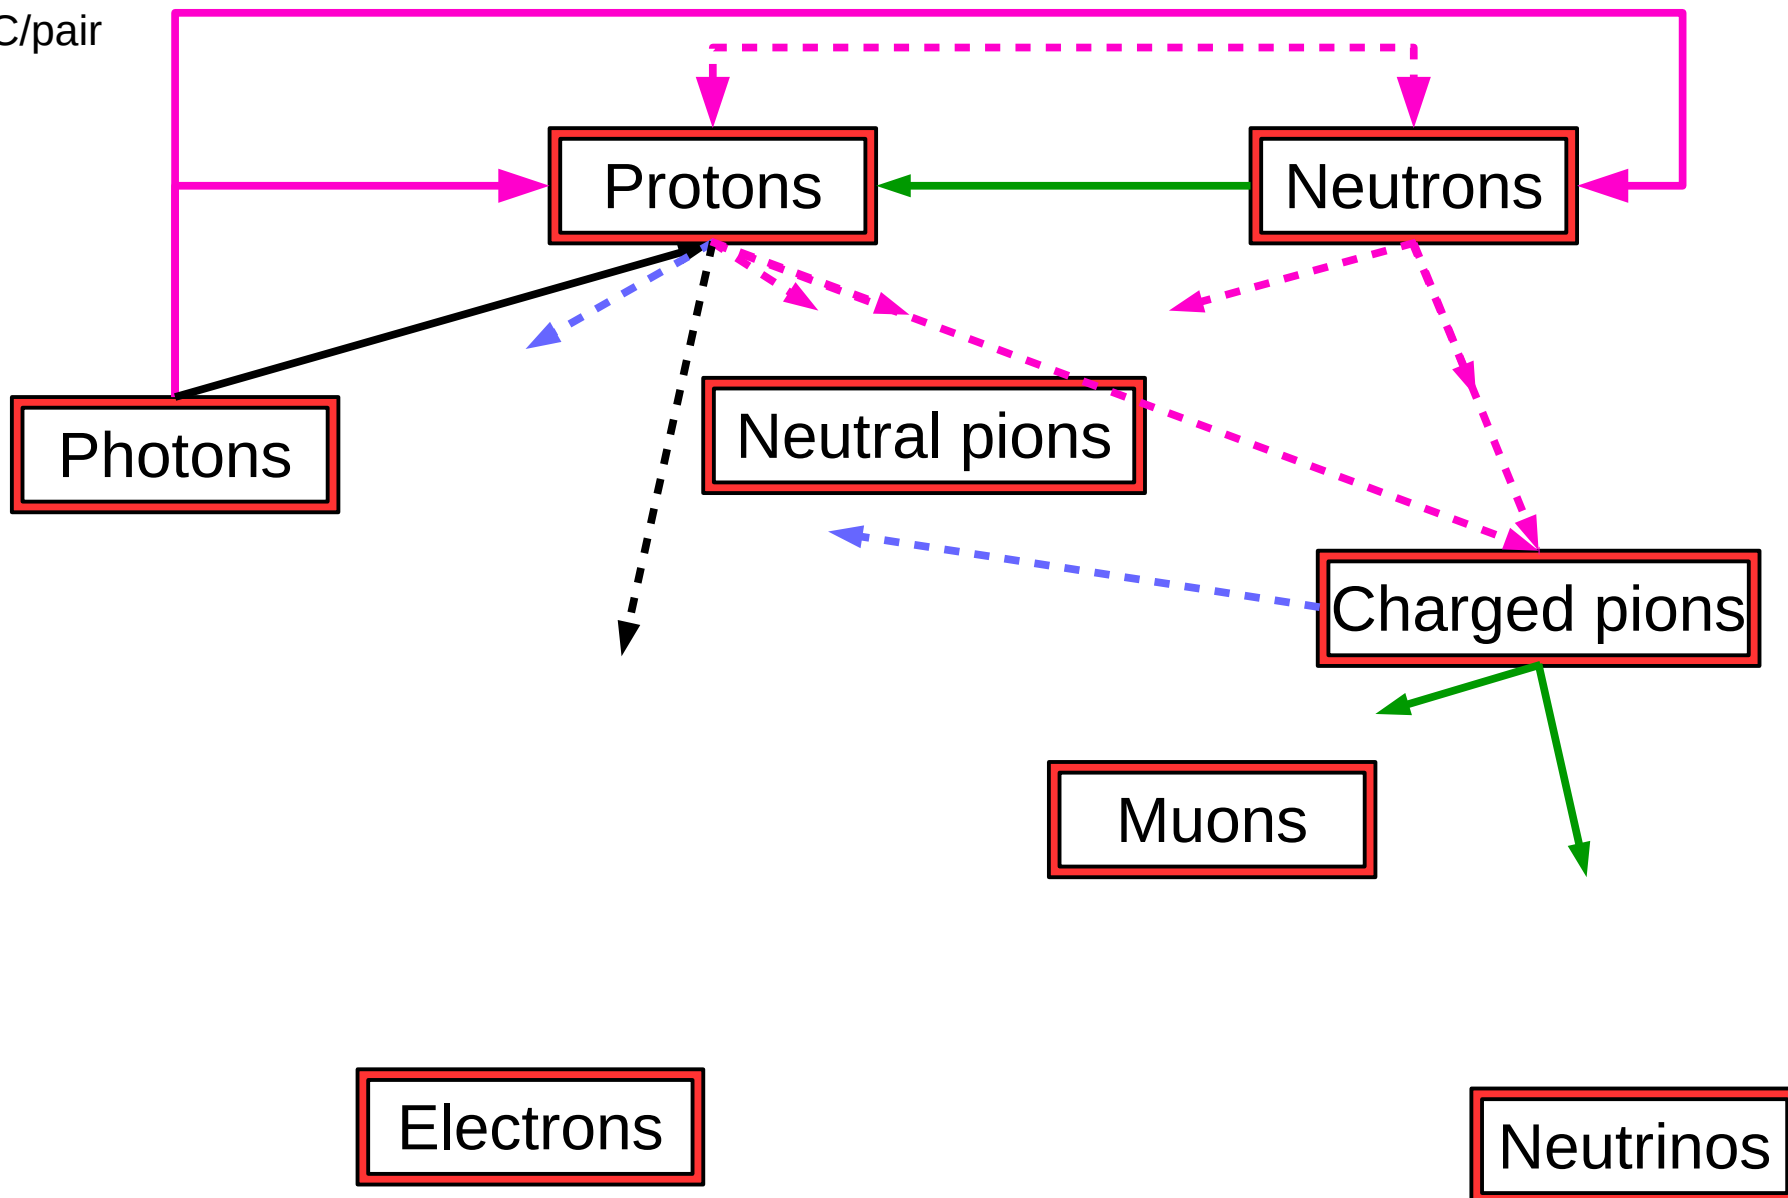 C/pair
Protons
Neutrons
Photons
Neutral pions
Charged pions
Muons
Electrons
Neutrinos